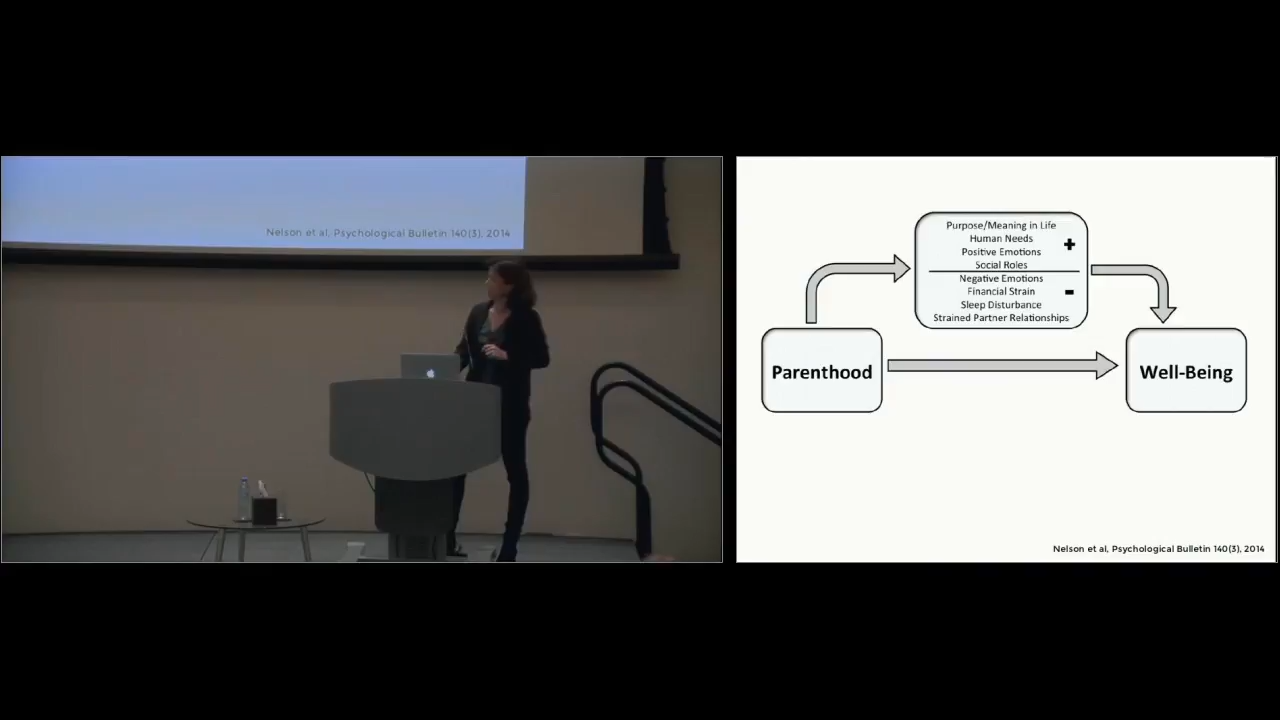 Nelson et al, Psychological Bulletin 140(3), 2014
Purpose/Meaning in Life
Human Needs
Positive Emotions
Social Roles
+
Negative Emotions
Financial Strain
-
Sleep Disturbance
Strained Partner Relationships
Parenthood
Well-Being
Nelson et al, Psychological Bulletin 140(3), 2014